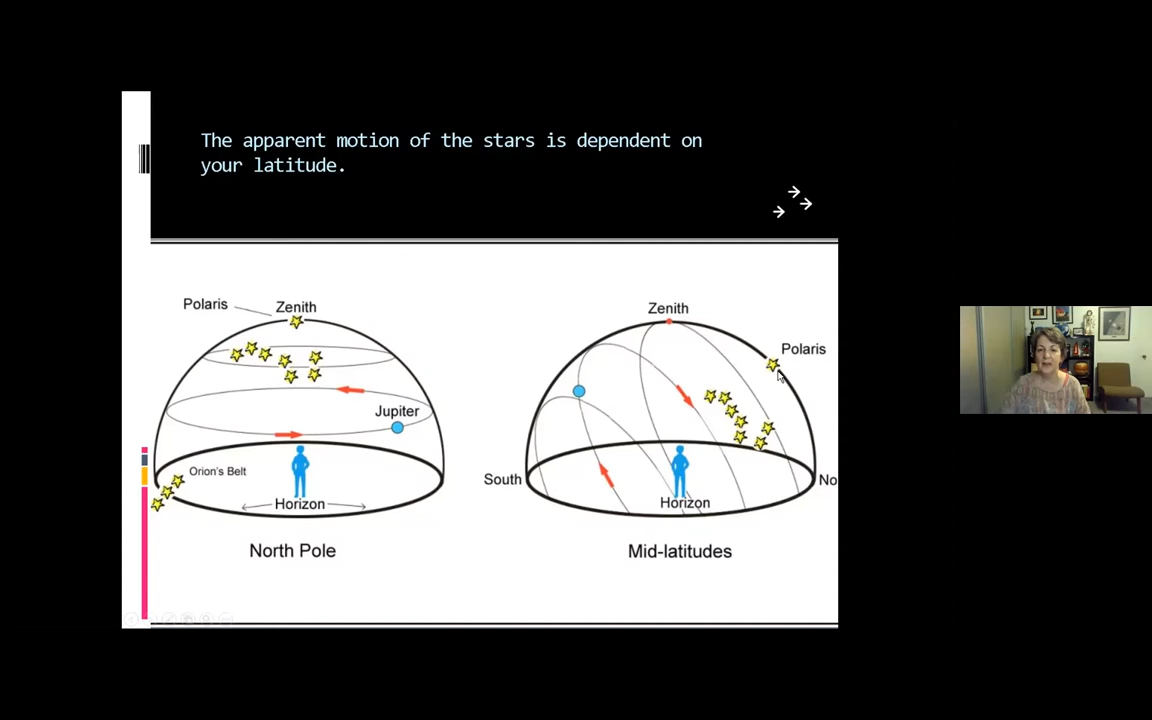 The apparent motion of the stars is dependent on
your latitude.
Polaris
Zenith
Jupiter
Orion's Belt
Horizon
North Pole
Zenith
Polaris
South
No
Horizon
Mid-latitudes